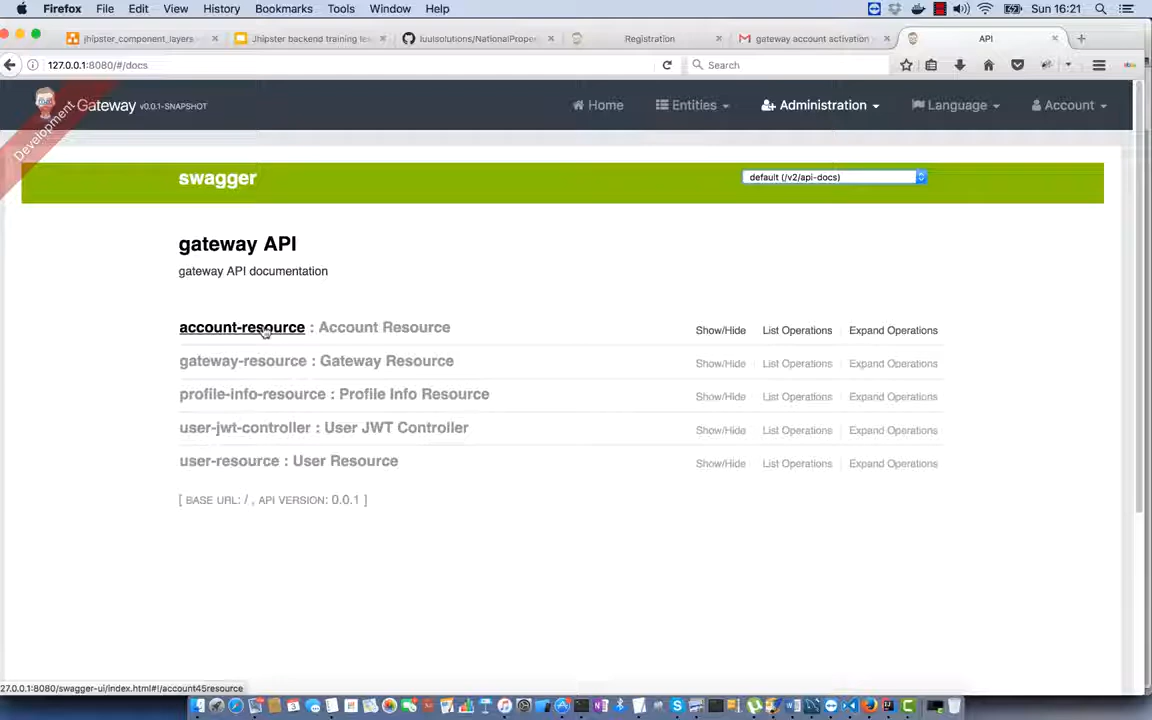 Firefox File Edit View History Bookmarks Tools Window Help Sun 16:21
jhipster_component_layers Jhipster backend training le luulsolutions/NationalPrope Registration gateway account activation API
127.0.0.1:8080/#/docs Search
Development
Gateway v0.0.1-SNAPSHOT Home Entities Administration Language Account
swagger default (/v2/api-docs)
gateway API
gateway API documentation
account-resource : Account Resource Show/Hide List Operations Expand Operations
gateway-resource : Gateway Resource Show/Hide List Operations Expand Operations
profile-info-resource : Profile Info Resource Show/Hide List Operations Expand Operations
user-jwt-controller : User JWT Controller Show/Hide List Operations Expand Operations
user-resource : User Resource Show/Hide List Operations Expand Operations
[ BASE URL: / , API VERSION: 0.0.1 ]
27.0.0.1:8080/swagger-ui/index.html#!/account45resource